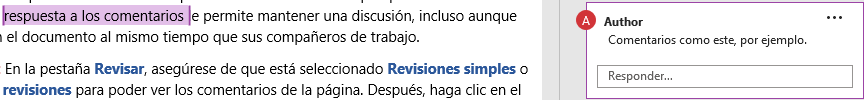 respuesta a los comentarios le permite mantener una discusión, incluso aunque
el documento al mismo tiempo que sus compañeros de trabajo.
: En la pestaña Revisar, asegúrese de que está seleccionado Revisiones simples o
revisiones para poder ver los comentarios de la página. Después, haga clic en el
A Author ...
Comentarios como este, por ejemplo.
Responder...